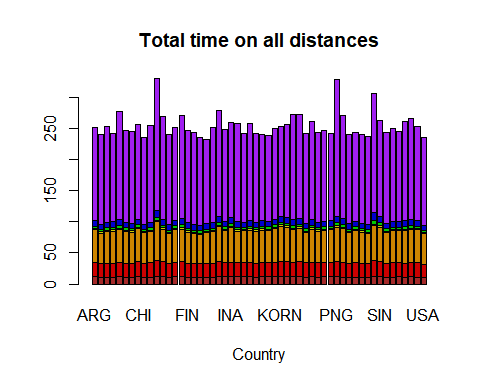 Total time on all distances
250
150
50
0
ARG CHI FIN INA KORN PNG SIN USA
Country